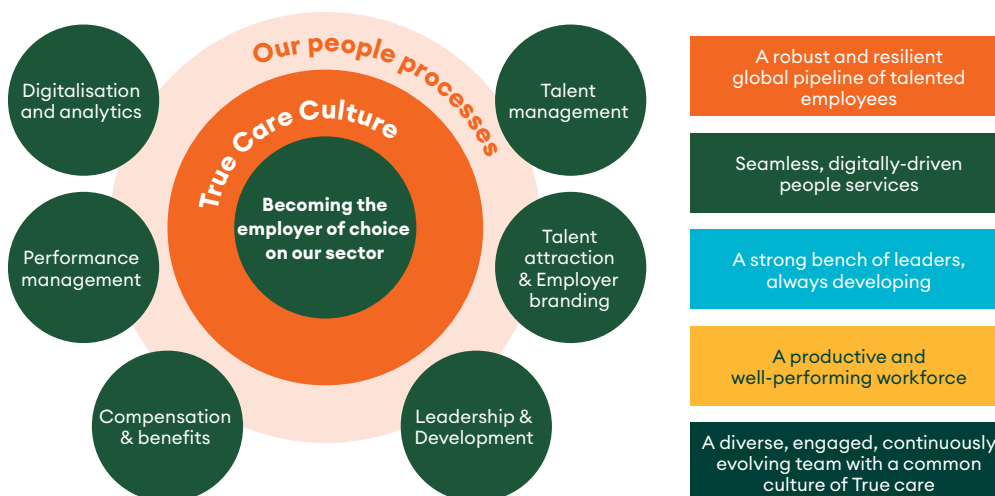 Our people processes
True Care Culture
Becoming the
employer of choice
on our sector
Digitalisation
and analytics
Performance
management
Compensation
& benefits
Leadership &
Development
Talent
attraction
& Employer
branding
Talent
management
A robust and resilient
global pipeline of talented
employees
Seamless, digitally-driven
people services
A strong bench of leaders,
always developing
A productive and
well-performing workforce
A diverse, engaged, continuously
evolving team with a common
culture of True care